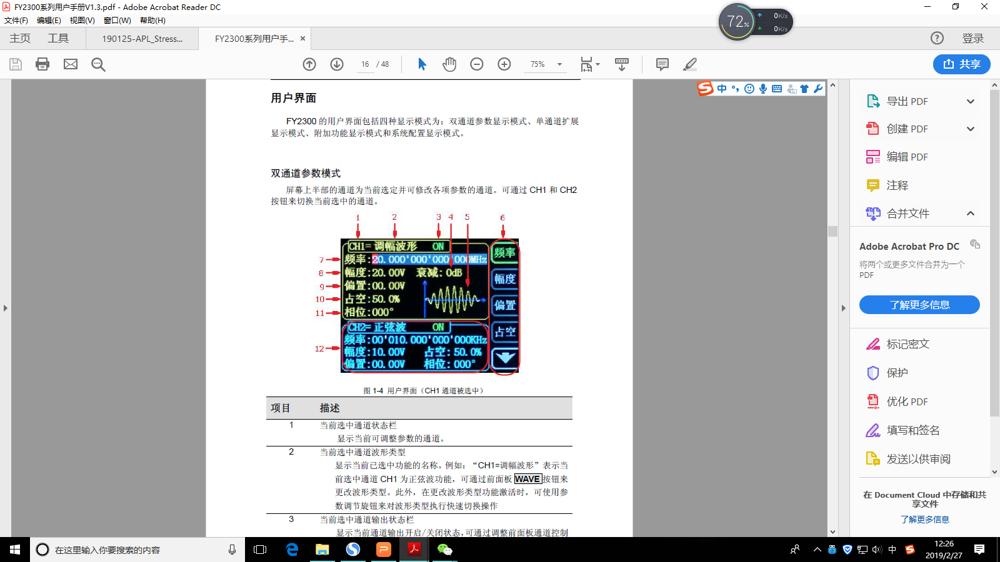 FY2300系列用户手册V1.3.pdf - Adobe Acrobat Reader DC
文件(F) 编辑(E) 视图(V) 窗口(W) 帮助(H)
72%
0K/s
0K/s
主页 工具 190125-APL_Stress... FY2300系列用户手... × 登录
16 / 48 75% 共享
中
用户界面
FY2300 的用户界面包括四种显示模式为：双通道参数显示模式、单通道扩展
显示模式、附加功能显示模式和系统配置显示模式。
双通道参数模式
屏幕上半部的通道为当前选定并可修改各项参数的通道。可通过 CH1 和 CH2
按钮来切换当前选中的通道。
1 2 3 4 5 6
CH1= 调幅波形 ON 频率
7 频率:20.000'000'000'000MHz
8 幅度:20.00V 衰减: 0dB 幅度
9 偏置:00.00V
10 占空:50.0% 偏置
11 相位:000°
CH2= 正弦波 ON 占空
频率:00'010.000'000'000KHz
12 幅度:10.00V 占空: 50.0%
偏置:00.00V 相位: 000°
图 1-4 用户界面（CH1 通道被选中）
项目 描述
1 当前选中通道状态栏
显示当前可调整参数的通道。
2 当前选中通道波形类型
显示当前已选中功能的名称。例如：“CH1=调幅波形”表示当
前选中通道 CH1 为正弦波功能，可通过前面板 WAVE 按钮来
更改波形类型。此外，在更改波形类型功能激活时，可使用参
数调节旋钮来对波形类型执行快速切换操作
3 当前选中通道输出状态栏
显示当前通道输出开启/关闭状态,可通过调整前面板通道控制
导出 PDF
创建 PDF
编辑 PDF
注释
合并文件
Adobe Acrobat Pro DC
将两个或更多文件合并为一个
PDF
了解更多信息
标记密文
保护
优化 PDF
填写和签名
发送以供审阅
在 Document Cloud 中存储和共
享文件
了解更多信息
在这里输入你要搜索的内容
中
12:26
2019/2/27